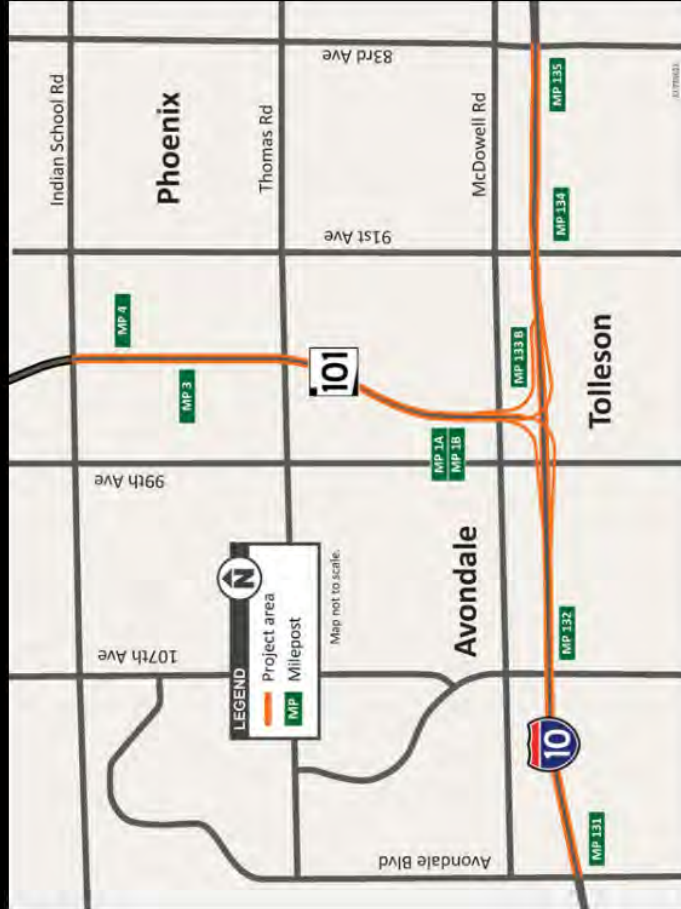 Indian School Rd
107th Ave
99th Ave
MP 4
Phoenix
MP 3
LEGEND
N
Project area
MP Milepost
Map not to scale.
Thomas Rd
101
91st Ave
83rd Ave
MP 1A
MP 1B
Avondale
Avondale Blvd
McDowell Rd
MP 133 B
10
MP 131
MP 132
MP 134
MP 135
Tolleson